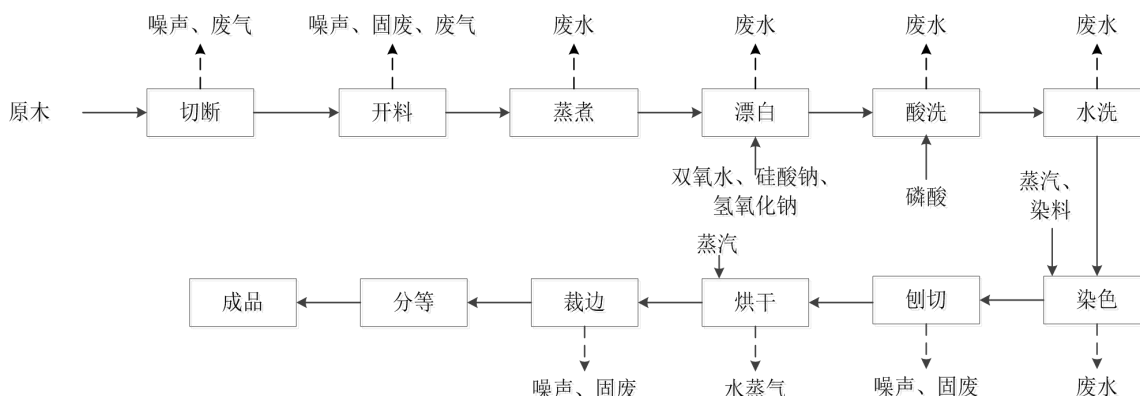 噪声、废气
噪声、固废、废气
废水
废水
废水
废水
原木
切断
开料
蒸煮
漂白
酸洗
水洗
双氧水、硅酸钠、
氢氧化钠
磷酸
蒸汽、
染料
蒸汽
成品
分等
裁边
烘干
刨切
染色
噪声、固废
水蒸气
噪声、固废
废水